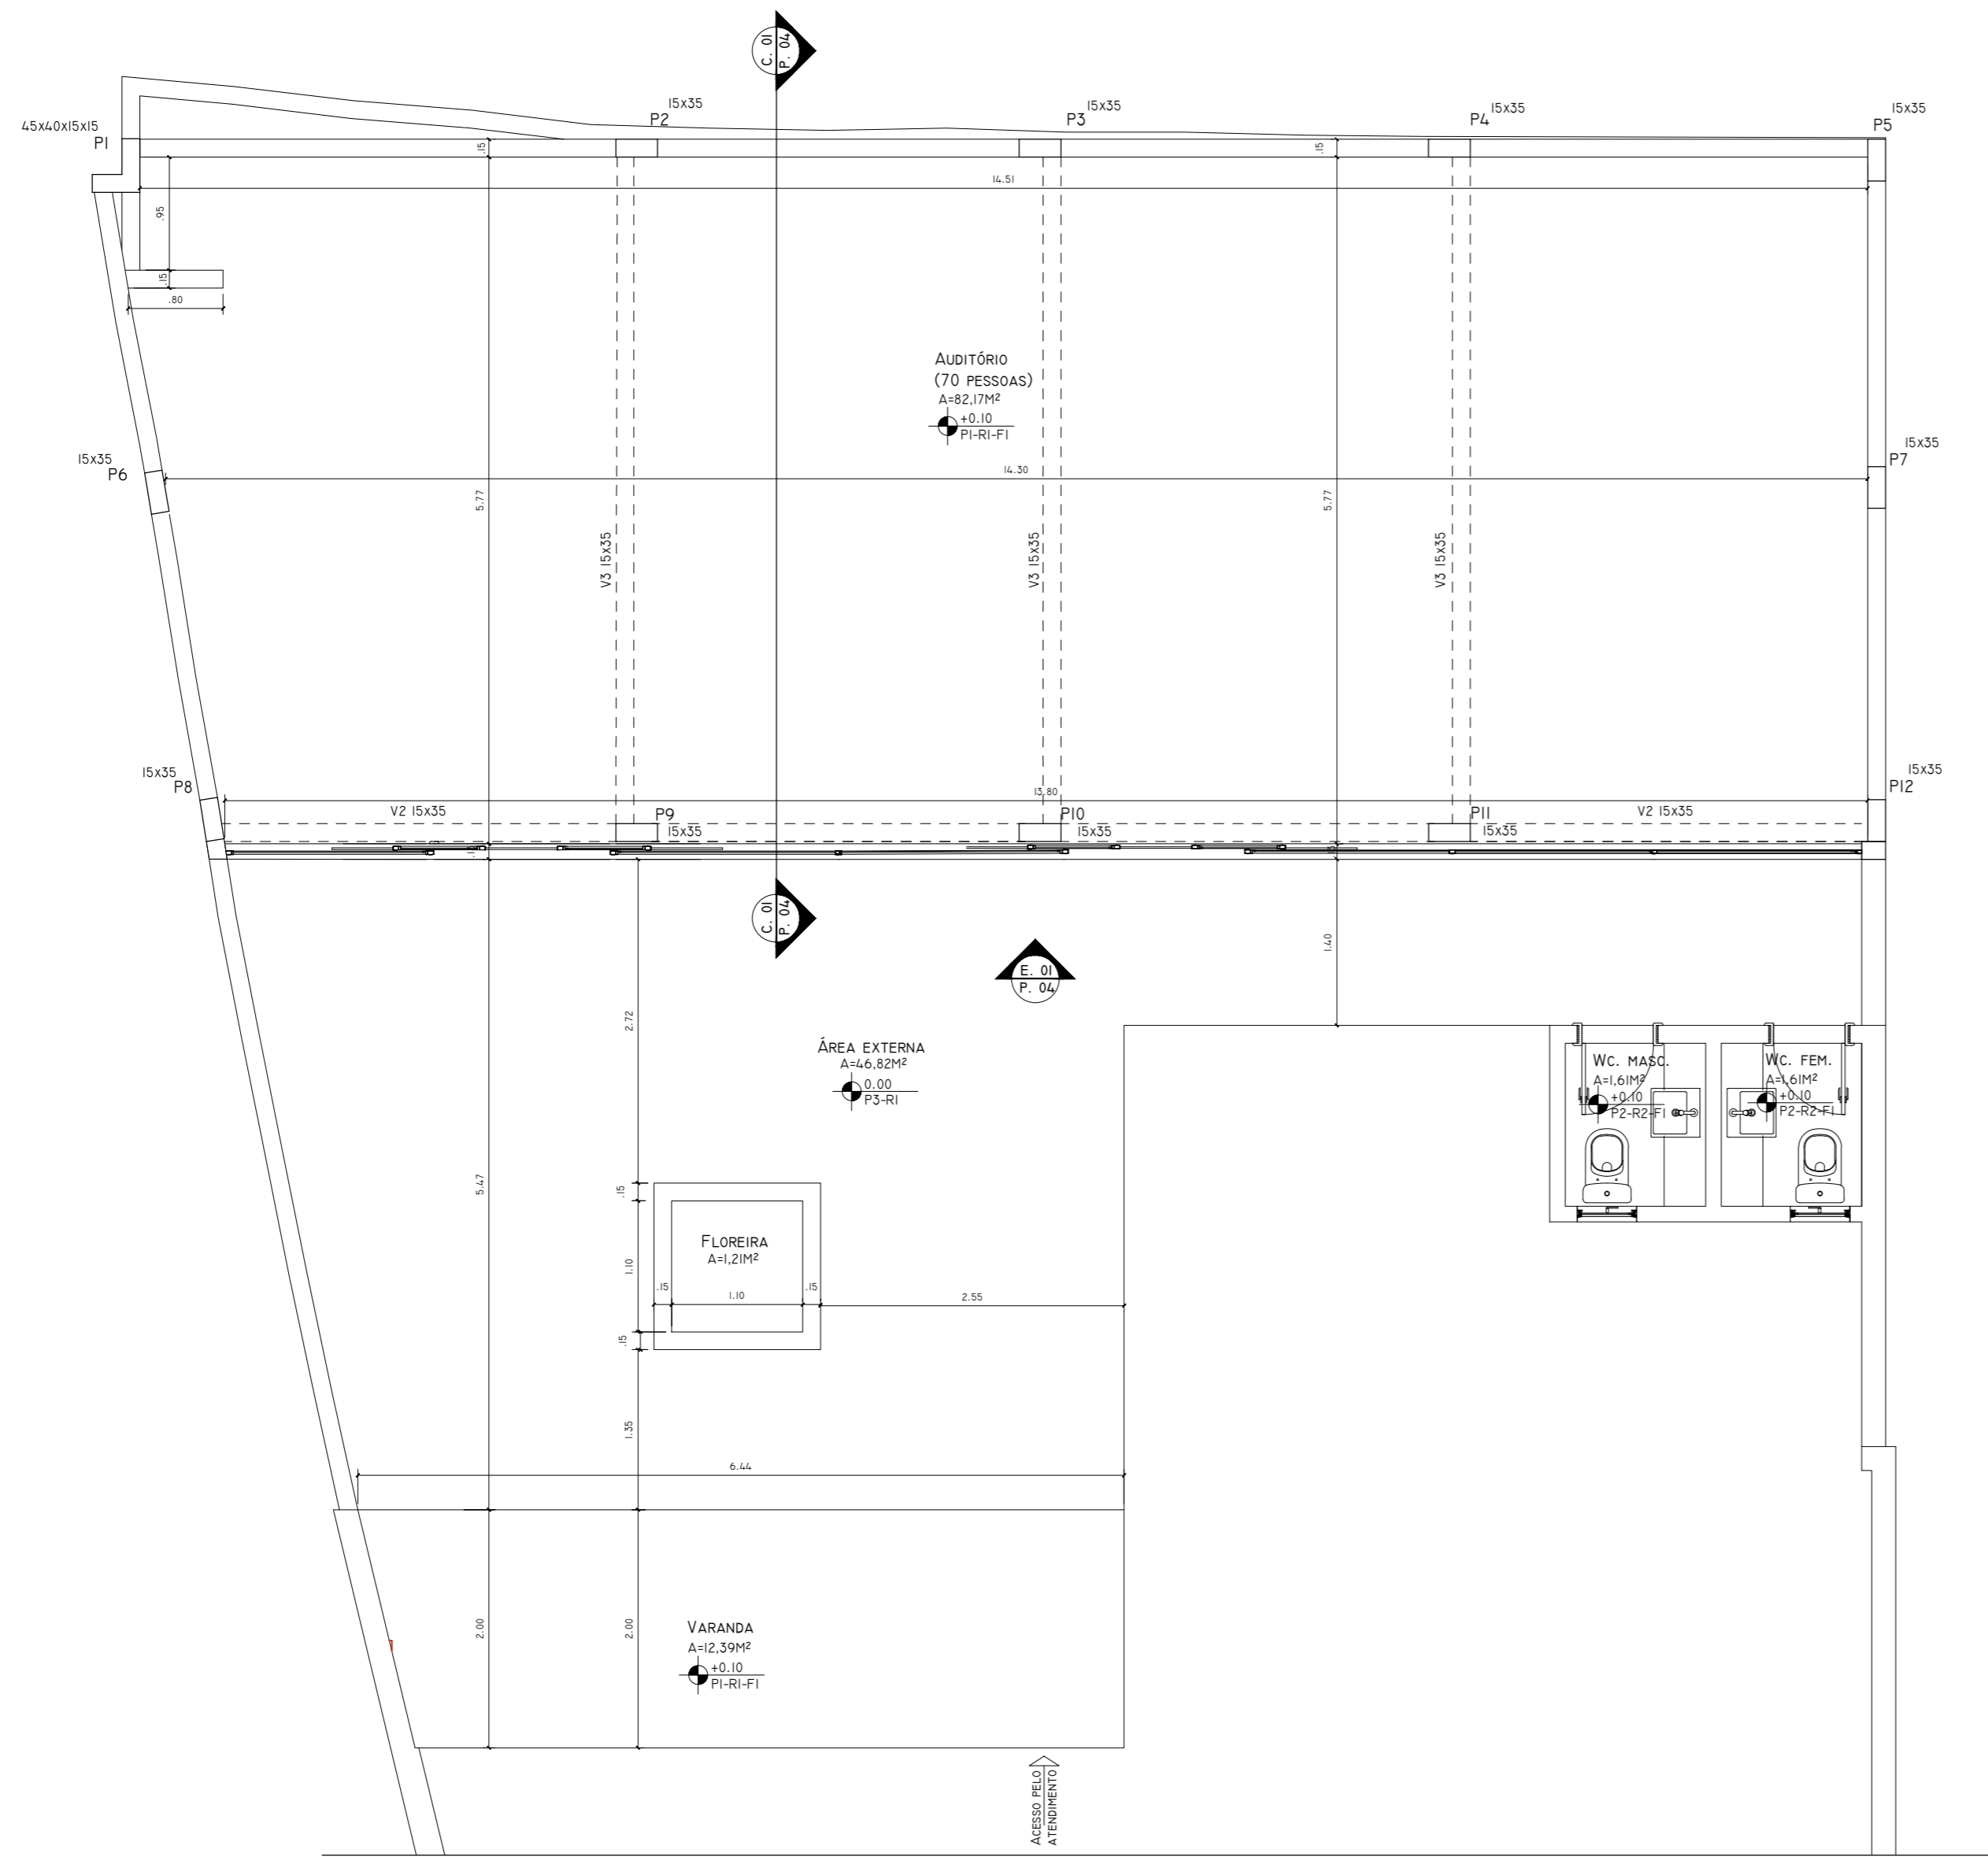 C. 01
P. 04
15x35
P2
15x35
P3
15x35
P4
15x35
P5
45x40x15x15
P1
.15
.15
14.51
.95
.15
.80
AUDITÓRIO
(70 PESSOAS)
A=82,17M²
+0.10
P1-R1-F1
15x35
P6
15x35
P7
14.30
5.77
5.77
V3 15x35
V3 15x35
V3 15x35
15x35
P8
15x35
P12
13.80
V2 15x35
P9
15x35
P10
15x35
P11
15x35
V2 15x35
C. 01
P. 04
E. 01
P. 04
1.40
2.72
ÁREA EXTERNA
A=46,82M²
0.00
P3-R1
WC. MASC.
A=1,61M²
+0.10
P2-R2-F1
WC. FEM.
A=1,61M²
+0.10
P2-R2-F1
5.47
.15
FLOREIRA
A=1,21M²
1.10
.15
1.10
.15
2.55
.15
1.35
6.44
2.00
2.00
VARANDA
A=12,39M²
+0.10
P1-R1-F1
ACESSO PELO
ATENDIMENTO